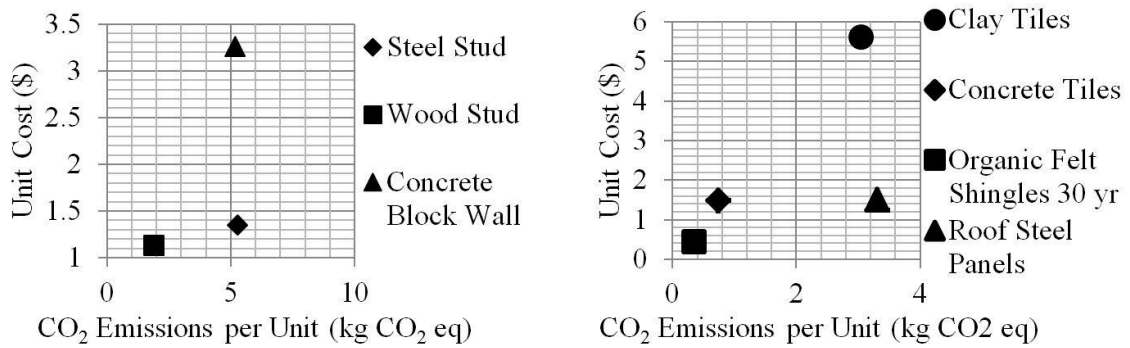 3.5
3
2.5
2
1.5
1
0
5
10
Unit Cost ($)
CO₂ Emissions per Unit (kg CO₂ eq)
Steel Stud
Wood Stud
Concrete
Block Wall
6
5
4
3
2
1
0
0
2
4
Unit Cost ($)
CO₂ Emissions per Unit (kg CO2 eq)
Clay Tiles
Concrete Tiles
Organic Felt
Shingles 30 yr
Roof Steel
Panels